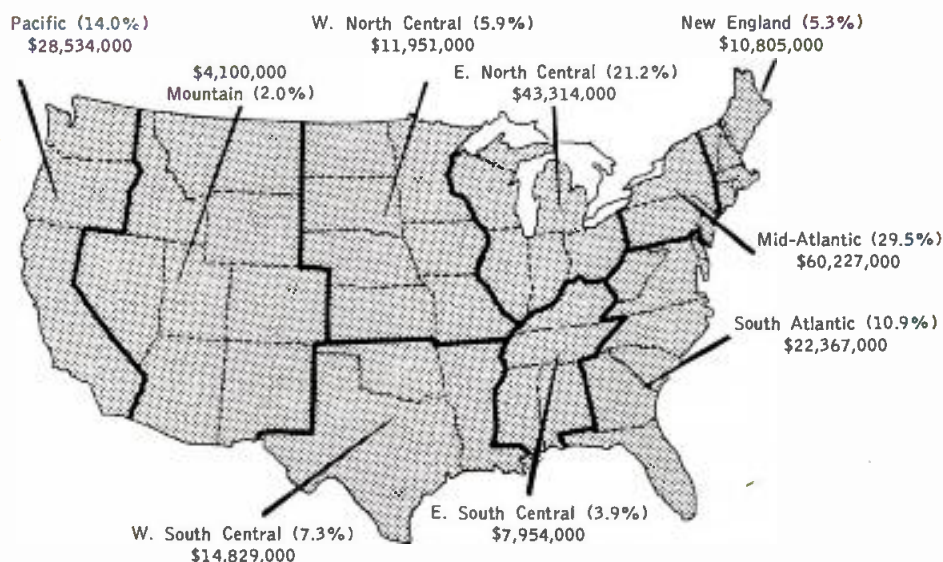 Pacific (14.0%)
$28,534,000
W. North Central (5.9%)
$11,951,000
New England (5.3%)
$10,805,000
$4,100,000
Mountain (2.0%)
E. North Central (21.2%)
$43,314,000
Mid-Atlantic (29.5%)
$60,227,000
South Atlantic (10.9%)
$22,367,000
E. South Central (3.9%)
$7,954,000
W. South Central (7.3%)
$14,829,000